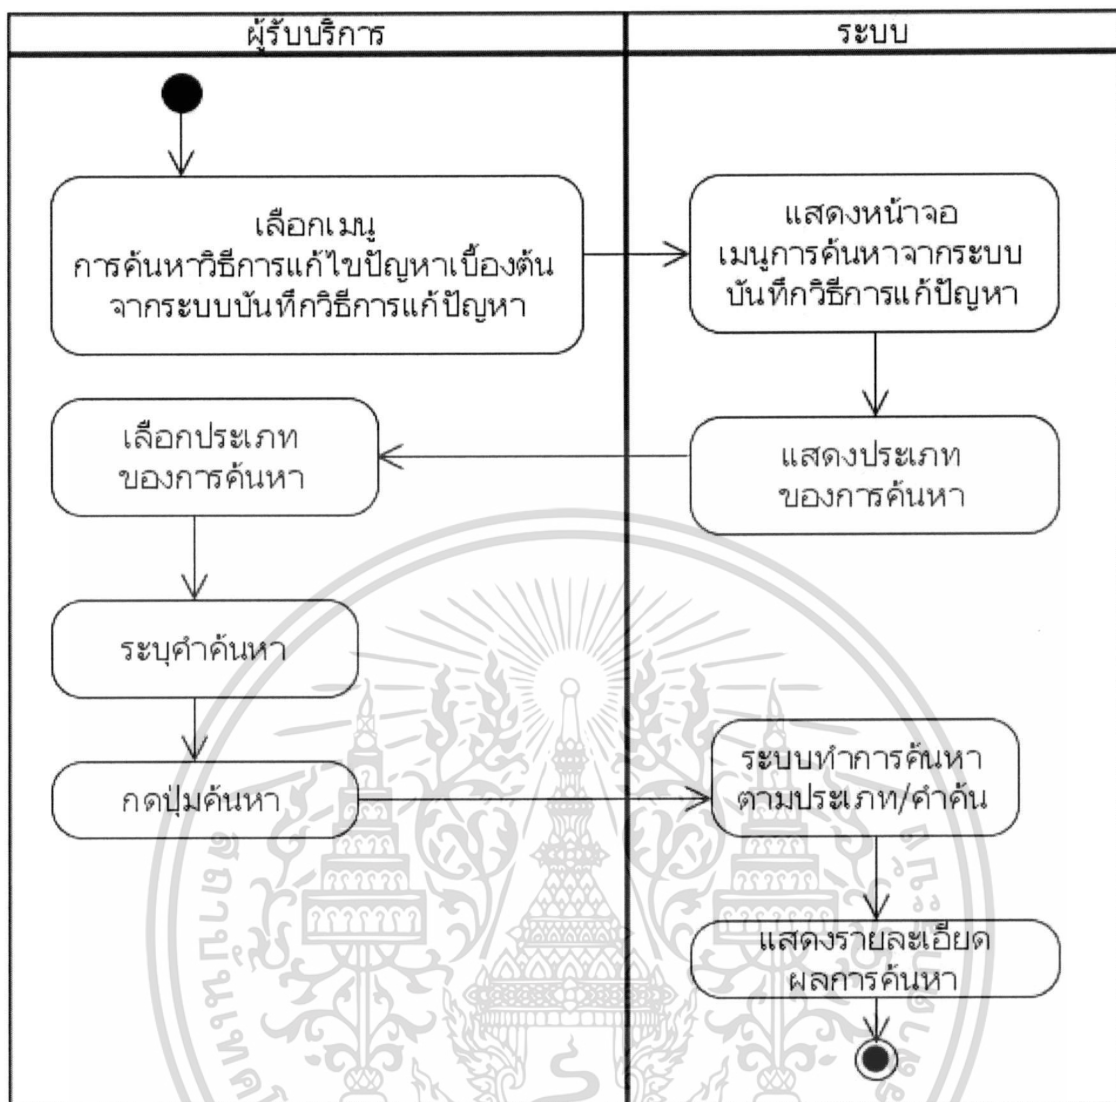 ผู้รับบริการ
ระบบ
เลือกเมนู
การค้นหาวิธีการแก้ไขปัญหาเบื้องต้น
จากระบบบันทึกวิธีการแก้ปัญหา
แสดงหน้าจอ
เมนูการค้นหาจากระบบ
บันทึกวิธีการแก้ปัญหา
แสดงประเภท
ของการค้นหา
เลือกประเภท
ของการค้นหา
ระบุคำค้นหา
กดปุ่มค้นหา
ระบบทำการค้นหา
ตามประเภท/คำค้น
แสดงรายละเอียด
ผลการค้นหา